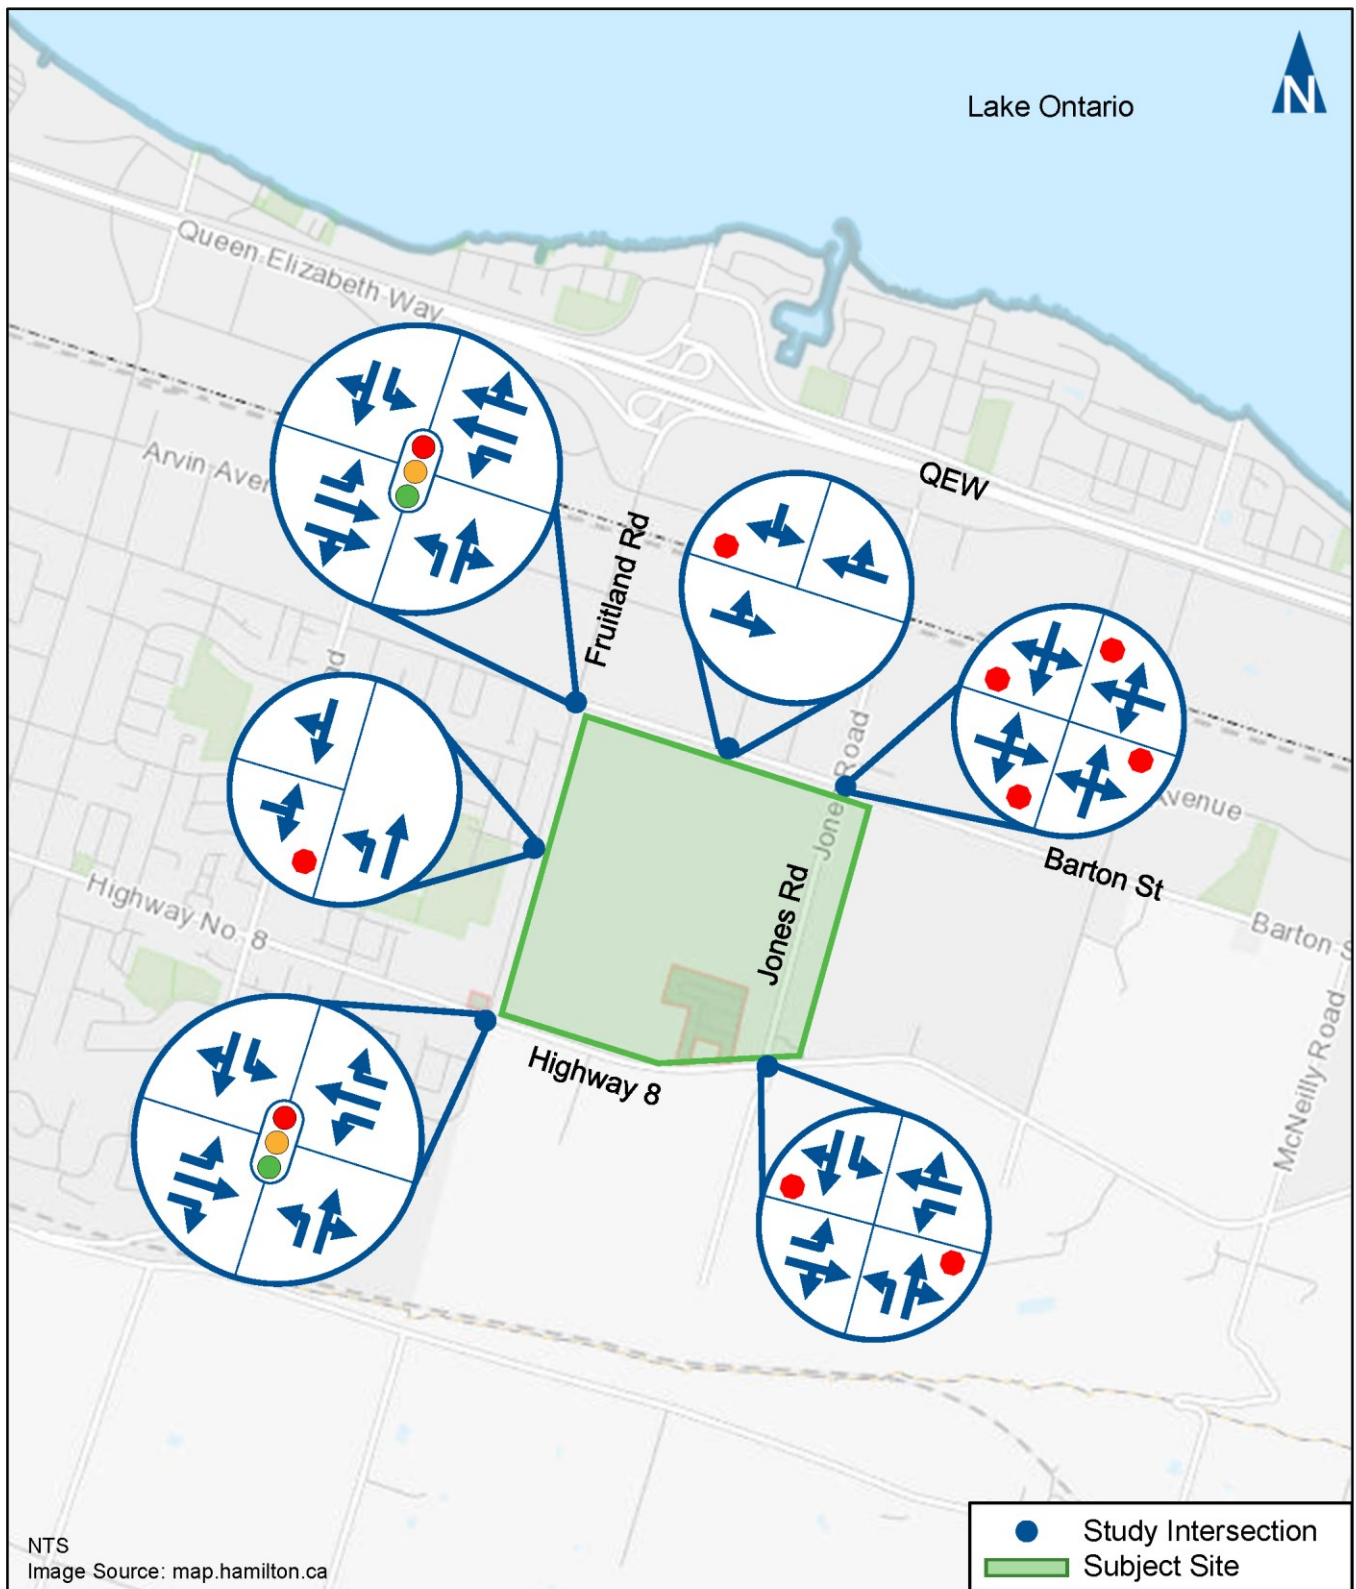 N
Lake Ontario
Queen Elizabeth Way
QEW
Arvin Aven
Fruitland Rd
Jones Road
Avenue
Barton St
Jones Rd
Highway No. 8
Barton S
Highway 8
McNeilly Road
NTS
Image Source: map.hamilton.ca
Study Intersection
Subject Site